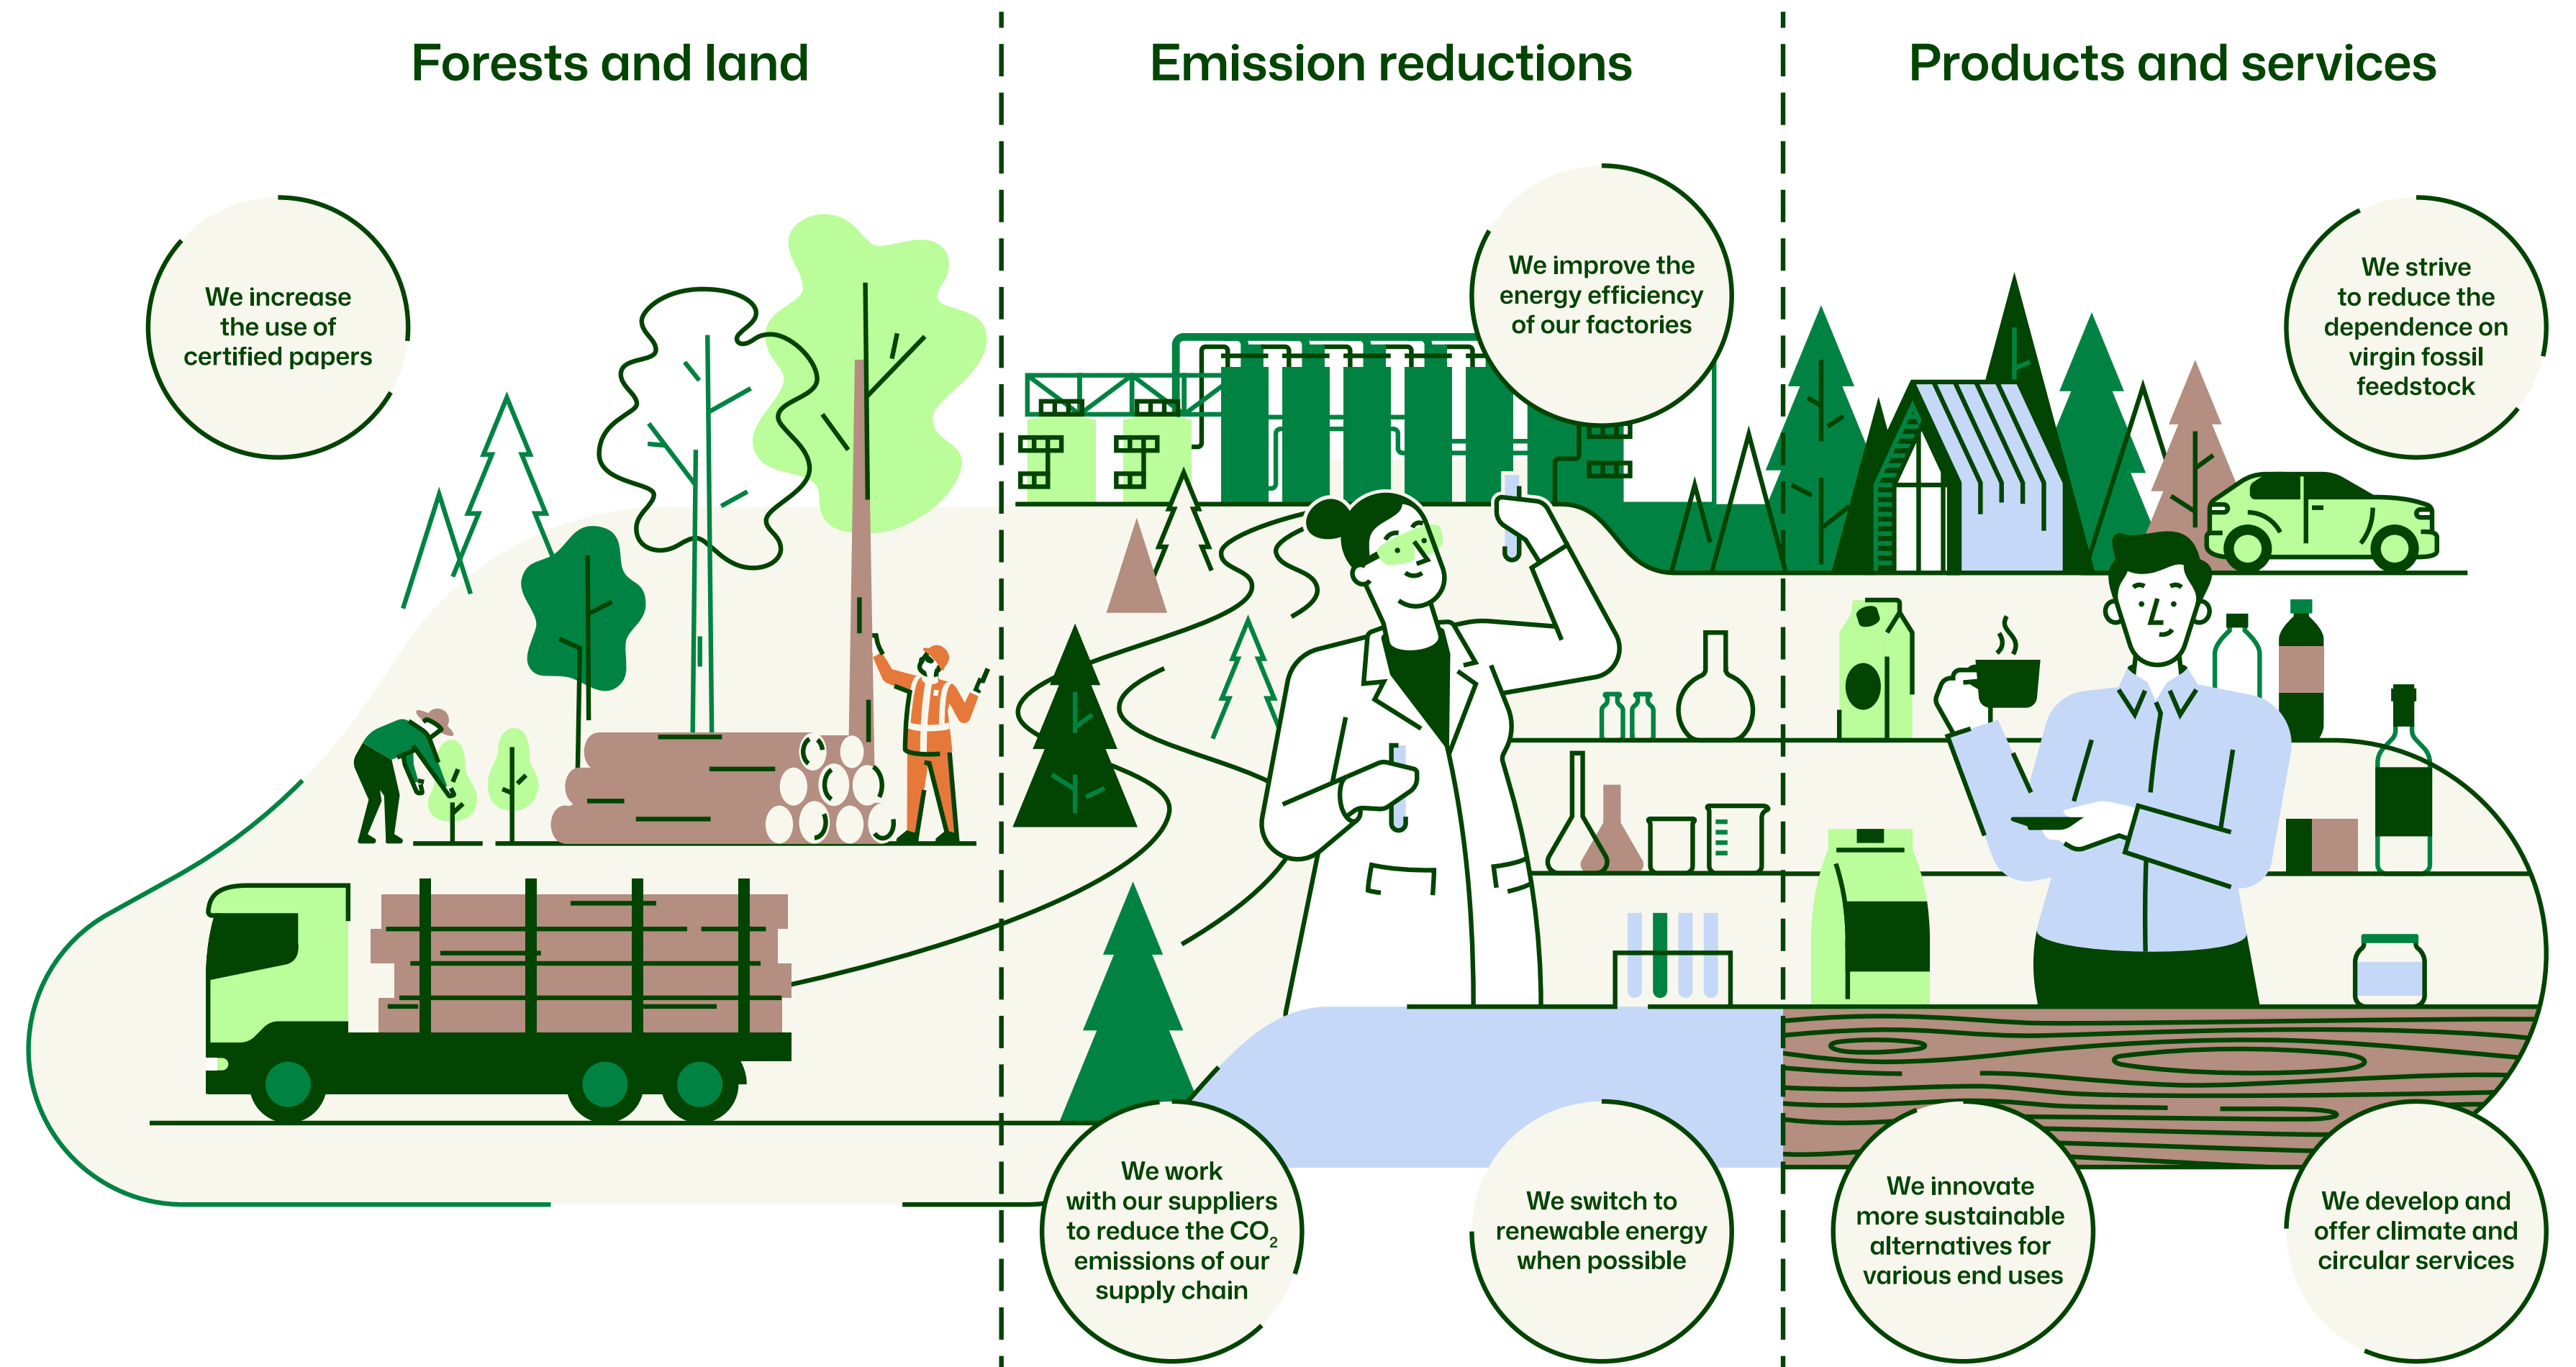 Forests and land
Emission reductions
Products and services
We increase
the use of
certified papers
We improve the
energy efficiency
of our factories
We strive
to reduce the
dependence on
virgin fossil
feedstock
We work
with our suppliers
to reduce the CO₂
emissions of our
supply chain
We switch to
renewable energy
when possible
We innovate
more sustainable
alternatives for
various end uses
We develop and
offer climate and
circular services